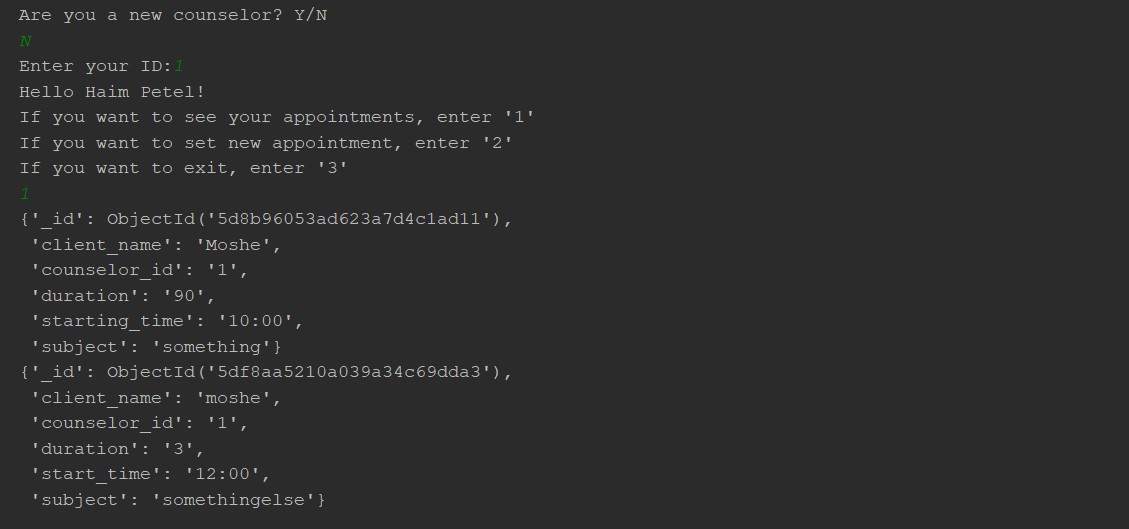 Are you a new counselor? Y/N
N
Enter your ID:1
Hello Haim Petel!
If you want to see your appointments, enter '1'
If you want to set new appointment, enter '2'
If you want to exit, enter '3'
1
{'_id': ObjectId('5d8b96053ad623a7d4c1ad11'),
 'client_name': 'Moshe',
 'counselor_id': '1',
 'duration': '90',
 'starting_time': '10:00',
 'subject': 'something'}
{'_id': ObjectId('5df8aa5210a039a34c69dda3'),
 'client_name': 'moshe',
 'counselor_id': '1',
 'duration': '3',
 'start_time': '12:00',
 'subject': 'somethingelse'}